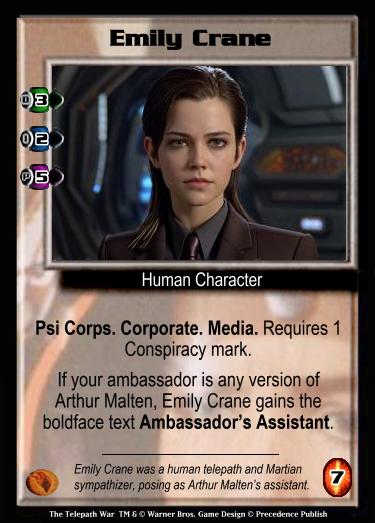 Emily Crane
D 3
I 2
P 5
Human Character
Psi Corps. Corporate. Media. Requires 1
Conspiracy mark.
If your ambassador is any version of
Arthur Malten, Emily Crane gains the
boldface text Ambassador's Assistant.
Emily Crane was a human telepath and Martian
sympathizer, posing as Arthur Malten's assistant.
7
The Telepath War TM & © Warner Bros. Game Design © Precedence Publish